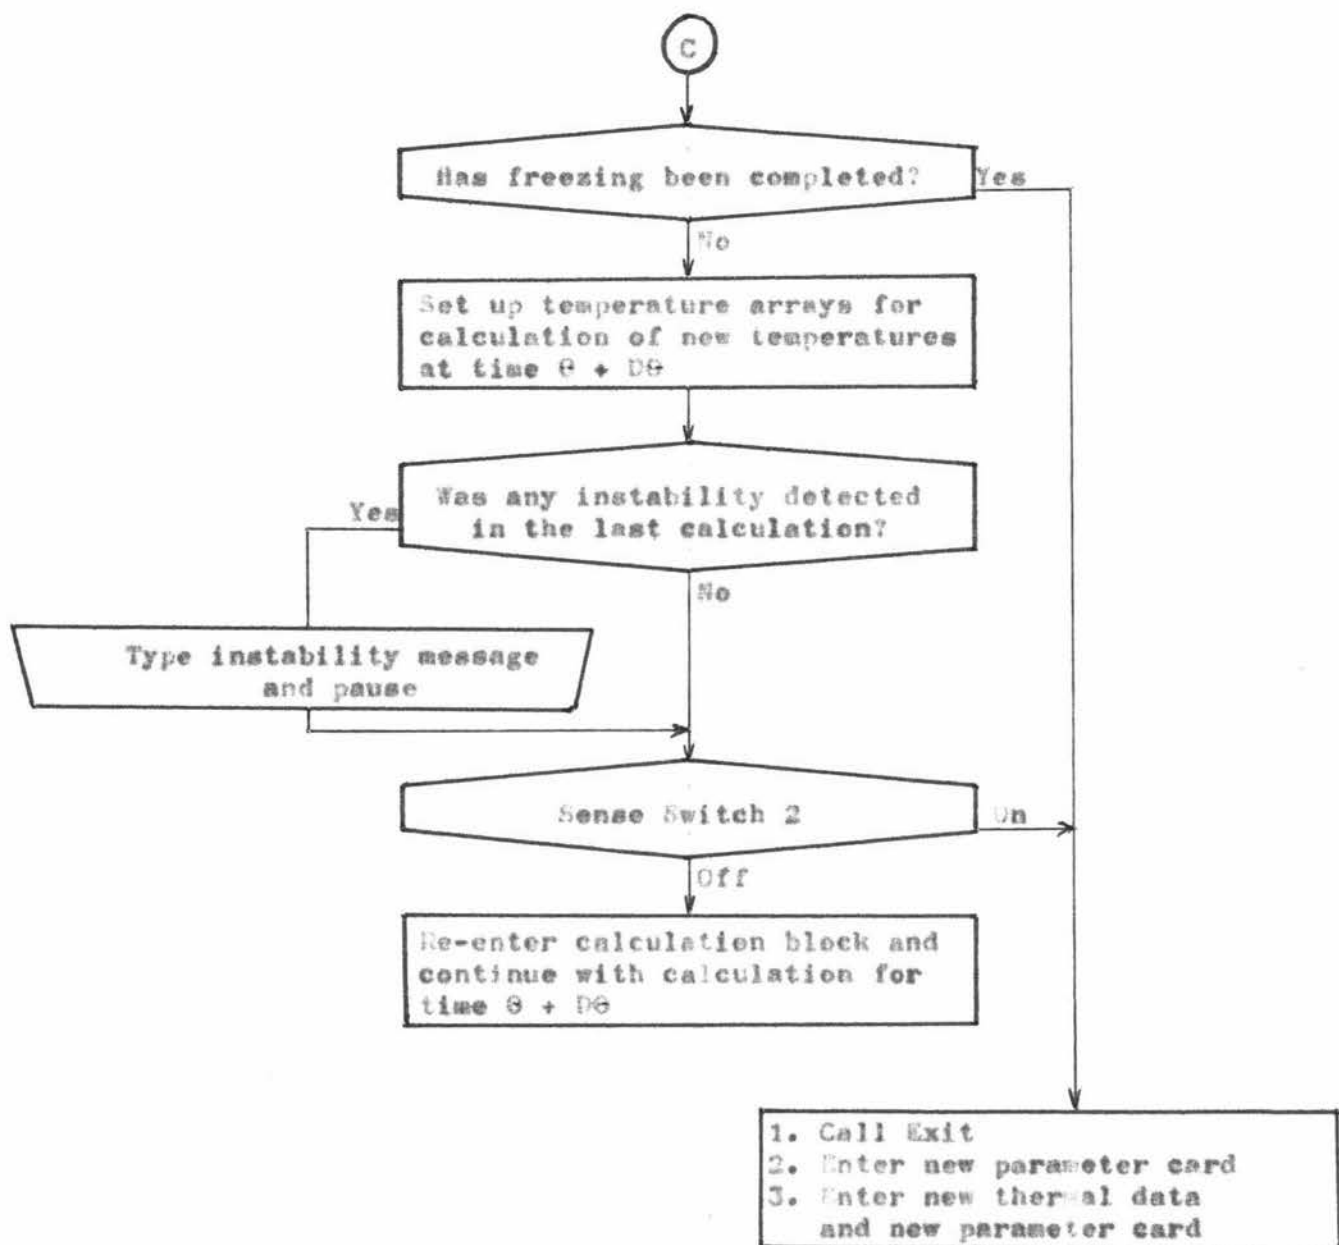 C
Has freezing been completed?
Yes
No
Set up temperature arrays for
calculation of new temperatures
at time θ + Dθ
Was any instability detected
in the last calculation?
Yes
No
Type instability message
and pause
Sense Switch 2
On
Off
Re-enter calculation block and
continue with calculation for
time θ + Dθ
1. Call Exit
2. Enter new parameter card
3. Enter new thermal data
and new parameter card